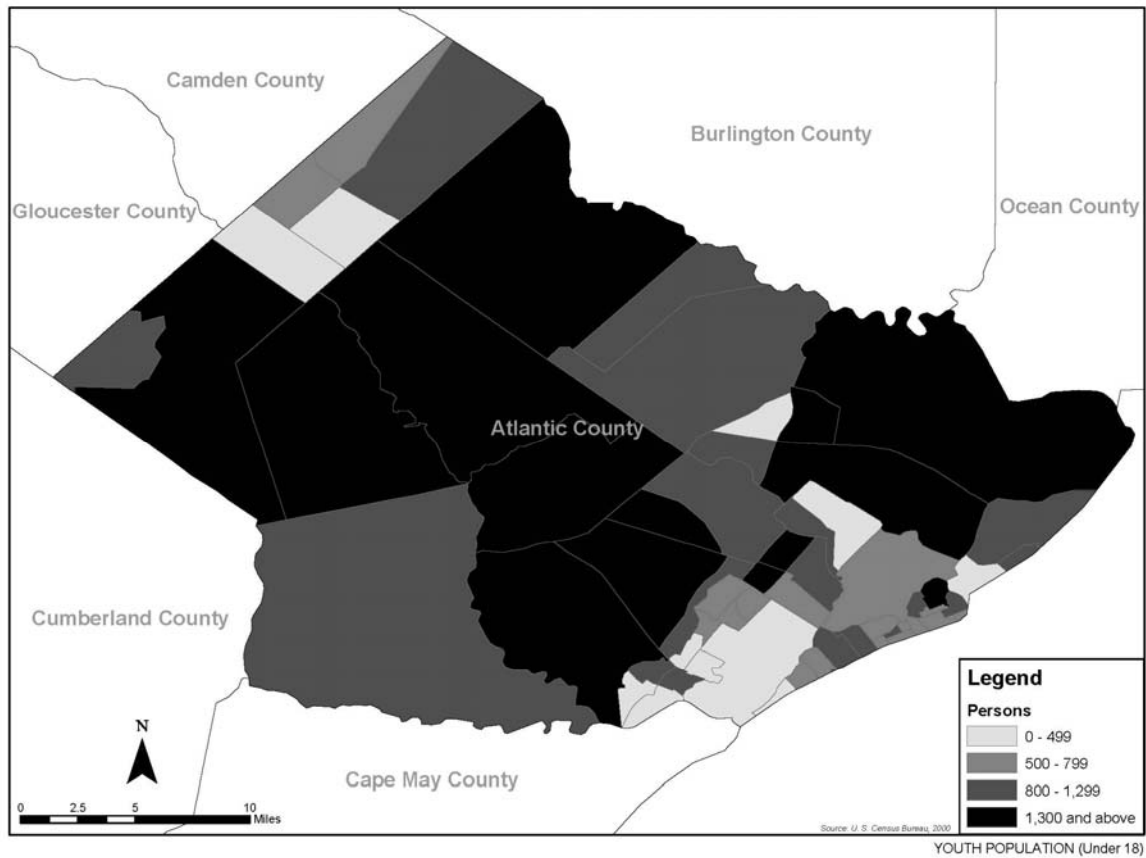 Camden County
Burlington County
Gloucester County
Ocean County
Atlantic County
Cumberland County
Cape May County
N
0 2.5 5 10
Miles
Legend
Persons
0 - 499
500 - 799
800 - 1,299
1,300 and above
Source: U. S. Census Bureau, 2000
YOUTH POPULATION (Under 18)